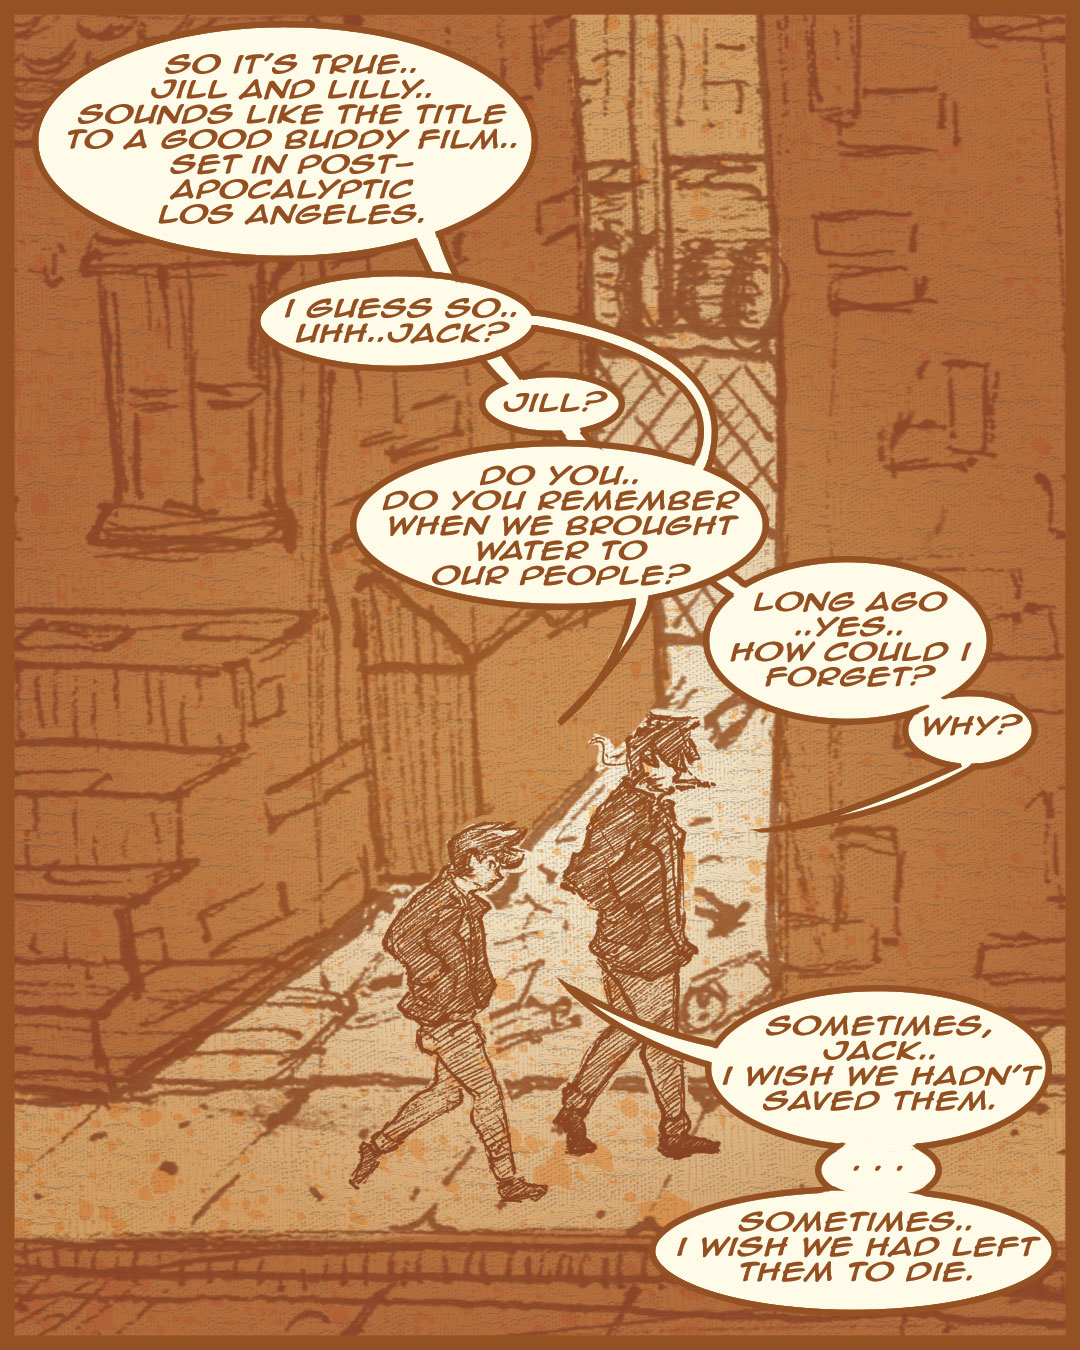 SO IT'S TRUE..
JILL AND LILLY..
SOUNDS LIKE THE TITLE
TO A GOOD BUDDY FILM..
SET IN POST-
APOCALYPTIC
LOS ANGELES.
I GUESS SO..
UHH..JACK?
JILL?
DO YOU..
DO YOU REMEMBER
WHEN WE BROUGHT
WATER TO
OUR PEOPLE?
LONG AGO
..YES..
HOW COULD I
FORGET?
WHY?
SOMETIMES,
JACK..
I WISH WE HADN'T
SAVED THEM.
...
SOMETIMES..
I WISH WE HAD LEFT
THEM TO DIE.